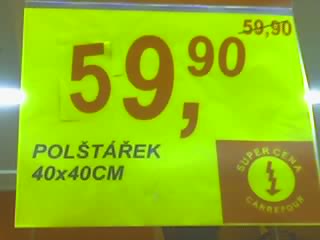 59,90
59,90
POLŠTÁŘEK
40x40CM
SUPER CENA
CARREFOUR